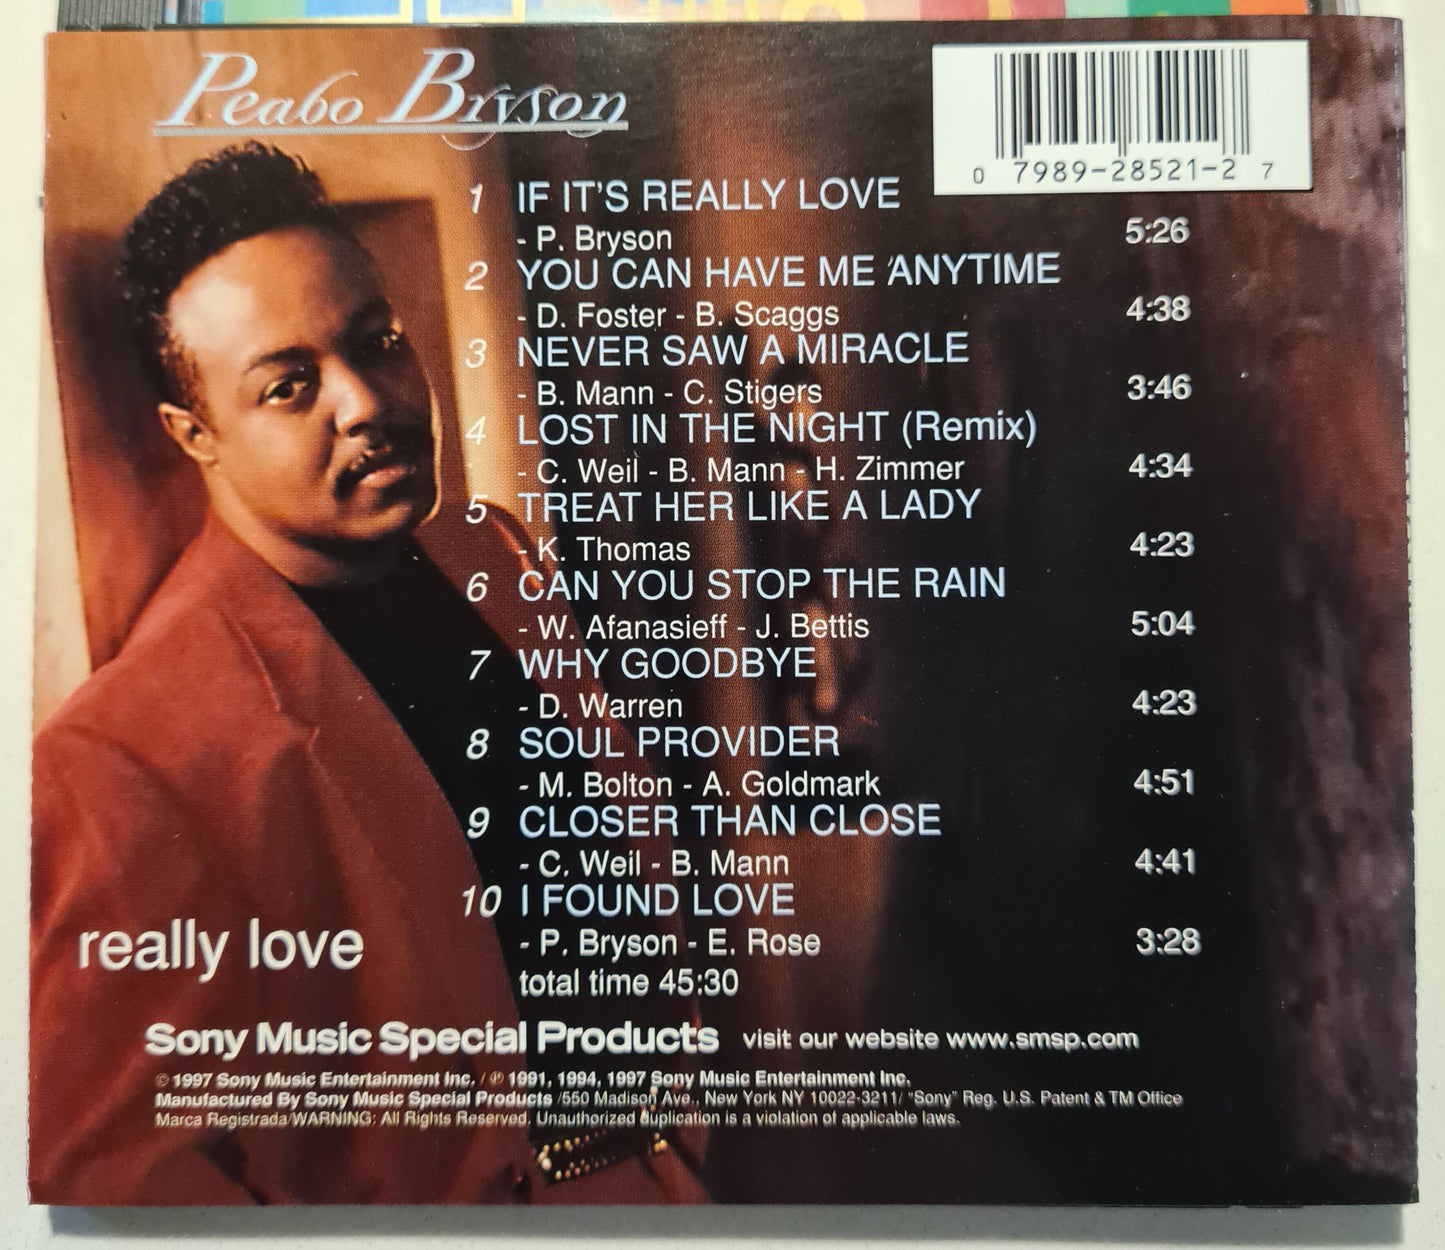 Peabo Bryson
0 7989-28521-2 7
1 IF IT'S REALLY LOVE
- P. Bryson 5:26
2 YOU CAN HAVE ME ANYTIME
- D. Foster - B. Scaggs 4:38
3 NEVER SAW A MIRACLE
- B. Mann - C. Stigers 3:46
4 LOST IN THE NIGHT (Remix)
- C. Weil - B. Mann - H. Zimmer 4:34
5 TREAT HER LIKE A LADY
- K. Thomas 4:23
6 CAN YOU STOP THE RAIN
- W. Afanasieff - J. Bettis 5:04
7 WHY GOODBYE
- D. Warren 4:23
8 SOUL PROVIDER
- M. Bolton - A. Goldmark 4:51
9 CLOSER THAN CLOSE
- C. Weil - B. Mann 4:41
10 I FOUND LOVE
- P. Bryson - E. Rose 3:28
total time 45:30
really love
Sony Music Special Products visit our website www.smsp.com
© 1997 Sony Music Entertainment Inc. / ℗ 1991, 1994, 1997 Sony Music Entertainment Inc.
Manufactured By Sony Music Special Products /550 Madison Ave., New York NY 10022-3211/ "Sony" Reg. U.S. Patent & TM Office
Marca Registrada/WARNING: All Rights Reserved. Unauthorized duplication is a violation of applicable laws.